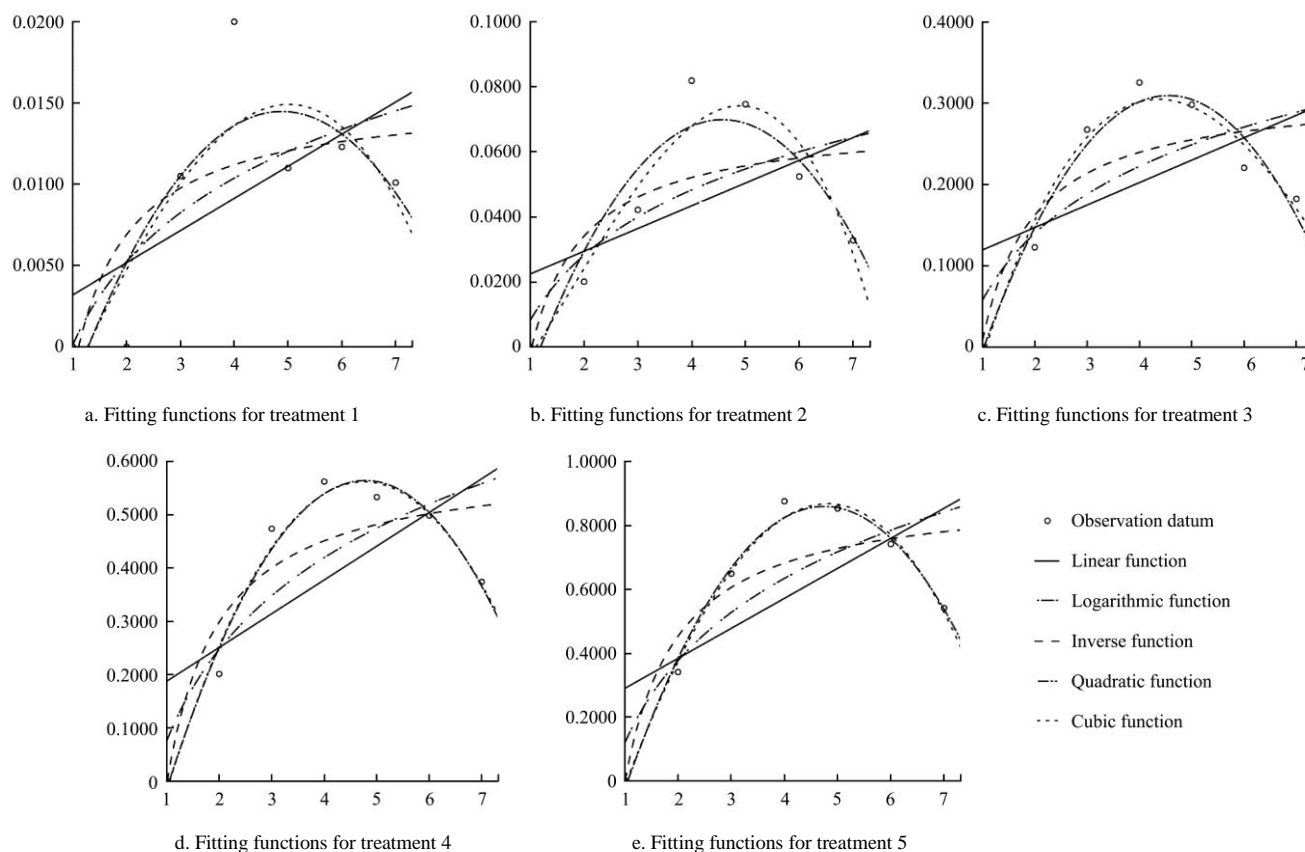 0.0200
0.0150
0.0100
0.0050
0
1 2 3 4 5 6 7
a. Fitting functions for treatment 1
0.1000
0.0800
0.0600
0.0400
0.0200
0
1 2 3 4 5 6 7
b. Fitting functions for treatment 2
0.4000
0.3000
0.2000
0.1000
0
1 2 3 4 5 6 7
c. Fitting functions for treatment 3
0.6000
0.5000
0.4000
0.3000
0.2000
0.1000
0
1 2 3 4 5 6 7
d. Fitting functions for treatment 4
1.0000
0.8000
0.6000
0.4000
0.2000
0
1 2 3 4 5 6 7
e. Fitting functions for treatment 5
Observation datum
Linear function
Logarithmic function
Inverse function
Quadratic function
Cubic function